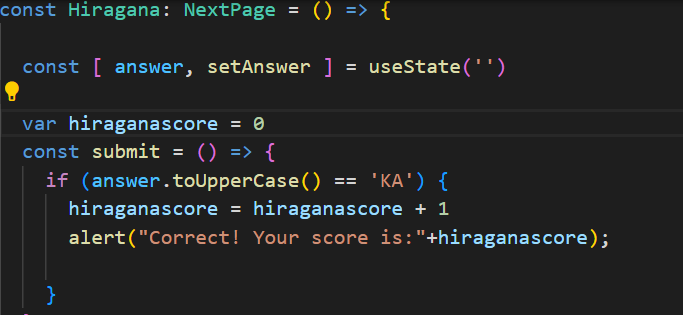 const Hiragana: NextPage = () => {
const [ answer, setAnswer ] = useState('')
var hiraganascore = 0
const submit = () => {
if (answer.toUpperCase() == 'KA') {
hiraganascore = hiraganascore + 1
alert("Correct! Your score is:"+hiraganascore);
}